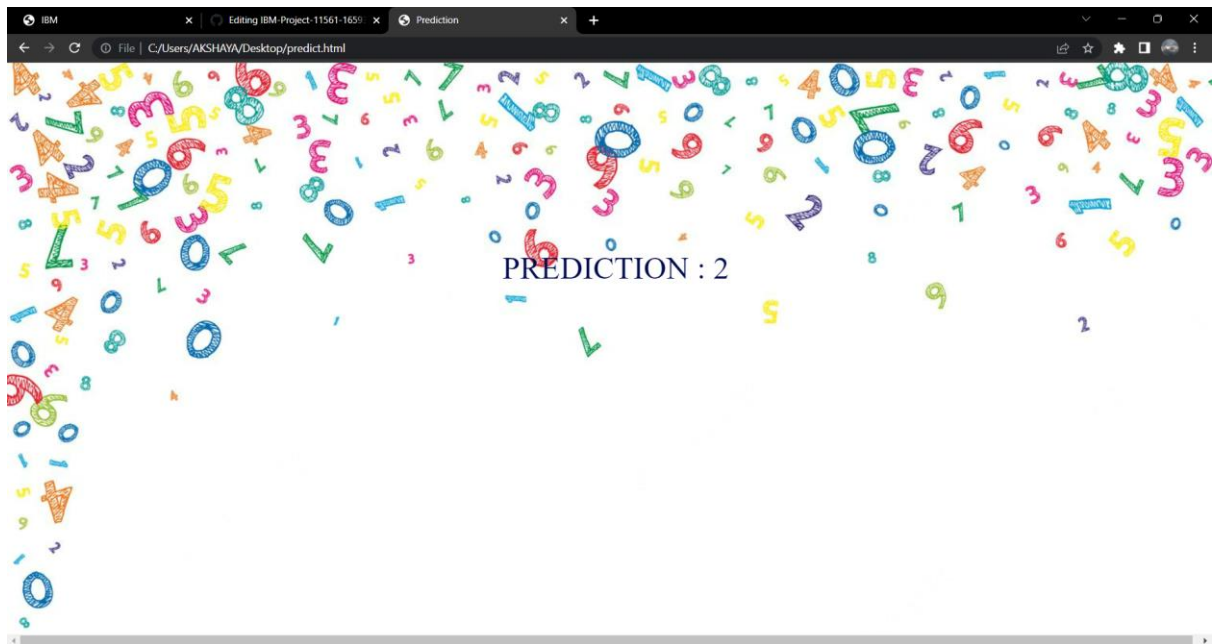 IBM
Editing IBM-Project-11561-1659
Prediction
File | C:/Users/AKSHAYA/Desktop/predict.html
PREDICTION : 2